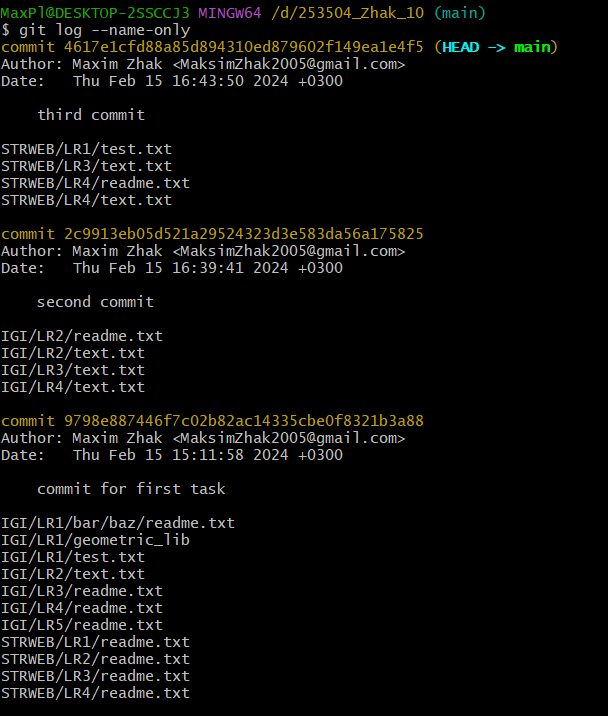 MaxPl@DESKTOP-2SSCCJ3 MINGW64 /d/253504_Zhak_10 (main)
$ git log --name-only
commit 4617e1cfd88a85d894310ed879602f149ea1e4f5 (HEAD -> main)
Author: Maxim Zhak <MaksimZhak2005@gmail.com>
Date:   Thu Feb 15 16:43:50 2024 +0300

    third commit

STRWEB/LR1/test.txt
STRWEB/LR3/text.txt
STRWEB/LR4/readme.txt
STRWEB/LR4/text.txt

commit 2c9913eb05d521a29524323d3e583da56a175825
Author: Maxim Zhak <MaksimZhak2005@gmail.com>
Date:   Thu Feb 15 16:39:41 2024 +0300

    second commit

IGI/LR2/readme.txt
IGI/LR2/text.txt
IGI/LR3/text.txt
IGI/LR4/text.txt

commit 9798e887446f7c02b82ac14335cbe0f8321b3a88
Author: Maxim Zhak <MaksimZhak2005@gmail.com>
Date:   Thu Feb 15 15:11:58 2024 +0300

    commit for first task

IGI/LR1/bar/baz/readme.txt
IGI/LR1/geometric_lib
IGI/LR1/test.txt
IGI/LR2/text.txt
IGI/LR3/readme.txt
IGI/LR4/readme.txt
IGI/LR5/readme.txt
STRWEB/LR1/readme.txt
STRWEB/LR2/readme.txt
STRWEB/LR3/readme.txt
STRWEB/LR4/readme.txt